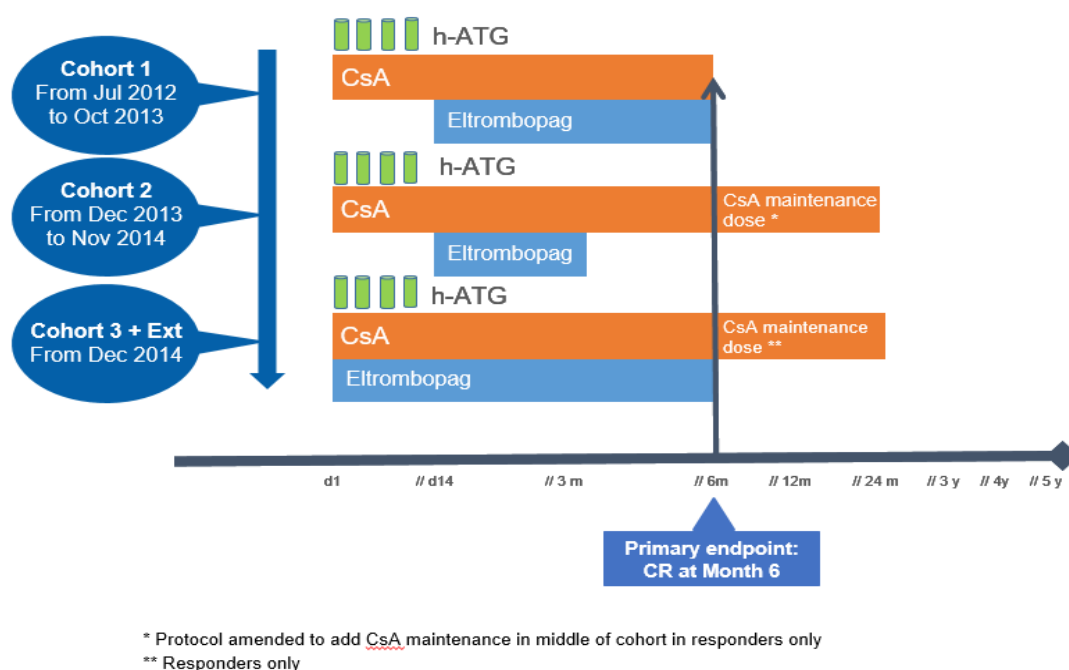 h-ATG
Cohort 1
From Jul 2012
to Oct 2013
CsA
Eltrombopag
h-ATG
Cohort 2
From Dec 2013
to Nov 2014
CsA
CsA maintenance
dose *
Eltrombopag
h-ATG
Cohort 3 + Ext
From Dec 2014
CsA
CsA maintenance
dose **
Eltrombopag
d1 // d14 // 3 m // 6m // 12m // 24 m // 3 y // 4y // 5 y
Primary endpoint:
CR at Month 6
* Protocol amended to add CsA maintenance in middle of cohort in responders only
** Responders only